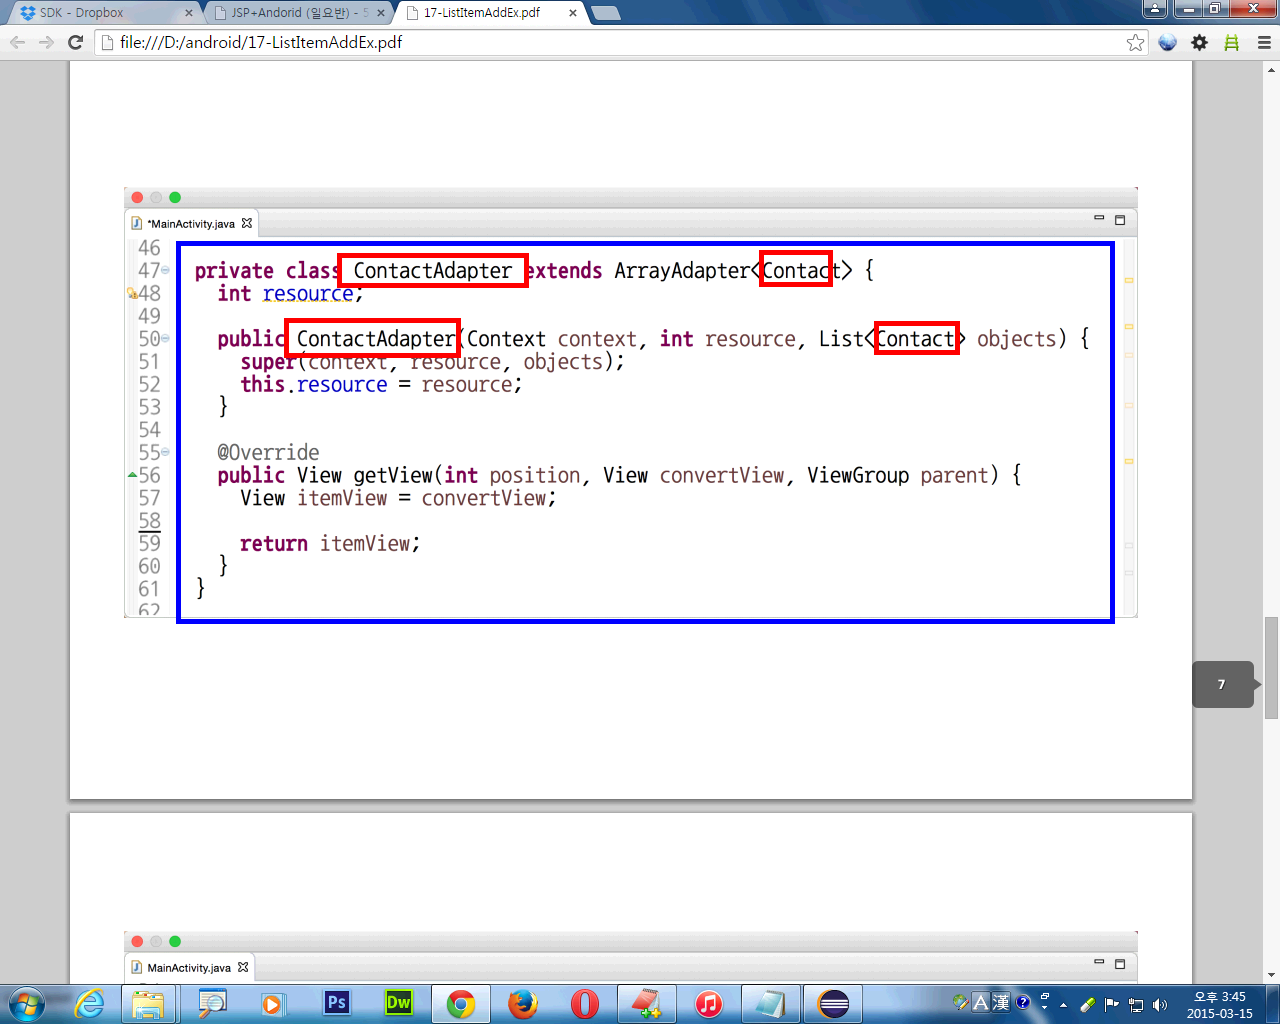 SDK - Dropbox
JSP+Andorid (일요반) - 5
17-ListItemAddEx.pdf
file:///D:/android/17-ListItemAddEx.pdf
*MainActivity.java
46
47 private class ContactAdapter extends ArrayAdapter<Contact> {
48 int resource;
49
50 public ContactAdapter(Context context, int resource, List<Contact> objects) {
51 super(context, resource, objects);
52 this.resource = resource;
53 }
54
55 @Override
56 public View getView(int position, View convertView, ViewGroup parent) {
57 View itemView = convertView;
58
59 return itemView;
60 }
61 }
62
7
MainActivity.java
Ps
Dw
A 漢
오후 3:45
2015-03-15